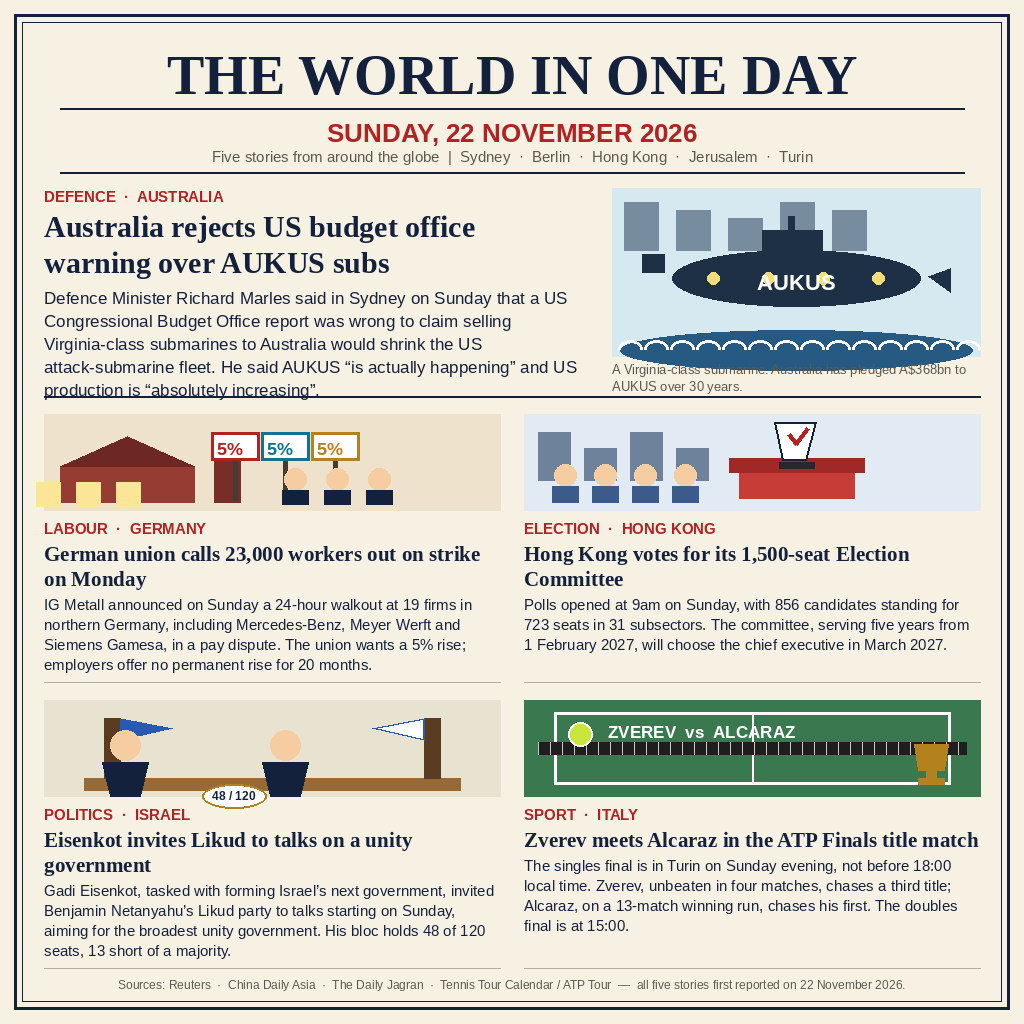 THE WORLD IN ONE DAY
SUNDAY, 22 NOVEMBER 2026
Five stories from around the globe | Sydney · Berlin · Hong Kong · Jerusalem · Turin
DEFENCE · AUSTRALIA
Australia rejects US budget office
warning over AUKUS subs
Defence Minister Richard Marles said in Sydney on Sunday that a US
Congressional Budget Office report was wrong to claim selling
Virginia-class submarines to Australia would shrink the US
attack-submarine fleet. He said AUKUS “is actually happening” and US
production is “absolutely increasing”.
AUKUS
A Virginia-class submarine. Australia has pledged A$368bn to
AUKUS over 30 years.
5%
5%
5%
LABOUR · GERMANY
German union calls 23,000 workers out on strike
on Monday
IG Metall announced on Sunday a 24-hour walkout at 19 firms in
northern Germany, including Mercedes-Benz, Meyer Werft and
Siemens Gamesa, in a pay dispute. The union wants a 5% rise;
employers offer no permanent rise for 20 months.
ELECTION · HONG KONG
Hong Kong votes for its 1,500-seat Election
Committee
Polls opened at 9am on Sunday, with 856 candidates standing for
723 seats in 31 subsectors. The committee, serving five years from
1 February 2027, will choose the chief executive in March 2027.
48 / 120
POLITICS · ISRAEL
Eisenkot invites Likud to talks on a unity
government
Gadi Eisenkot, tasked with forming Israel’s next government, invited
Benjamin Netanyahu’s Likud party to talks starting on Sunday,
aiming for the broadest unity government. His bloc holds 48 of 120
seats, 13 short of a majority.
ZVEREV vs ALCARAZ
SPORT · ITALY
Zverev meets Alcaraz in the ATP Finals title match
The singles final is in Turin on Sunday evening, not before 18:00
local time. Zverev, unbeaten in four matches, chases a third title;
Alcaraz, on a 13-match winning run, chases his first. The doubles
final is at 15:00.
Sources: Reuters · China Daily Asia · The Daily Jagran · Tennis Tour Calendar / ATP Tour — all five stories first reported on 22 November 2026.